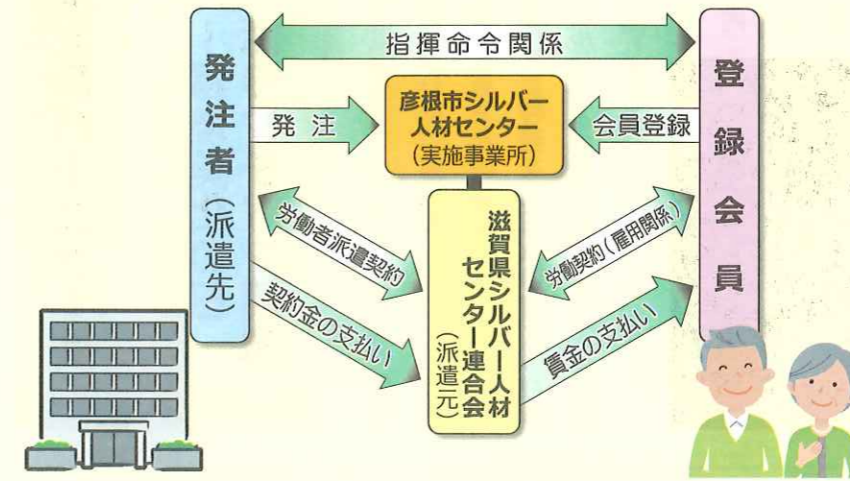 指揮命令関係
発注者(派遣先)
発注
彦根市シルバー
人材センター
(実施事業所)
会員登録
登録会員
労働者派遣契約
契約金の支払い
滋賀県シルバー人材
センター連合会
(派遣元)
労働契約(雇用関係)
賃金の支払い